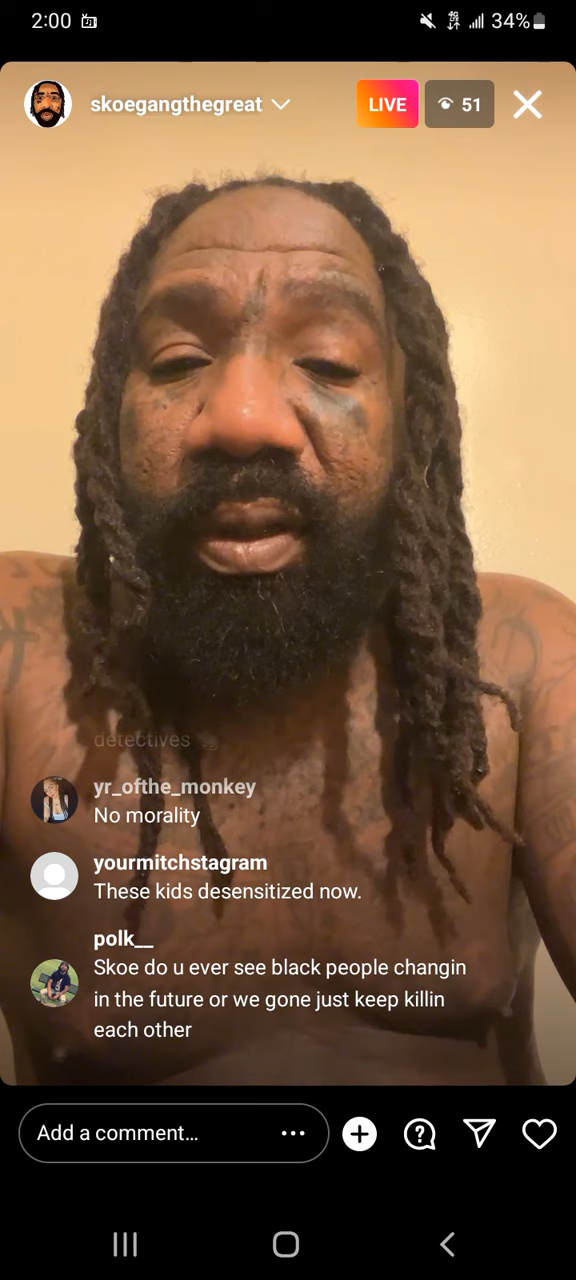 2:00
34%
skoegangthegreat
LIVE
51
detectives
yr_ofthe_monkey
No morality
yourmitchstagram
These kids desensitized now.
polk__
Skoe do u ever see black people changin
in the future or we gone just keep killin
each other
Add a comment…